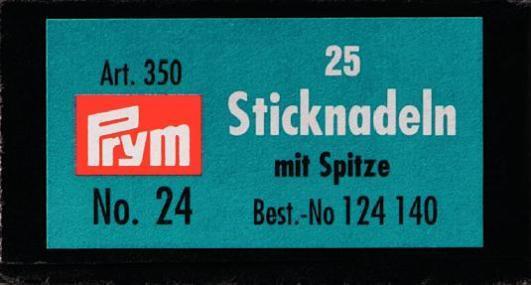 Art. 350
Prym
No. 24
25
Sticknadeln
mit Spitze
Best.-No 124 140